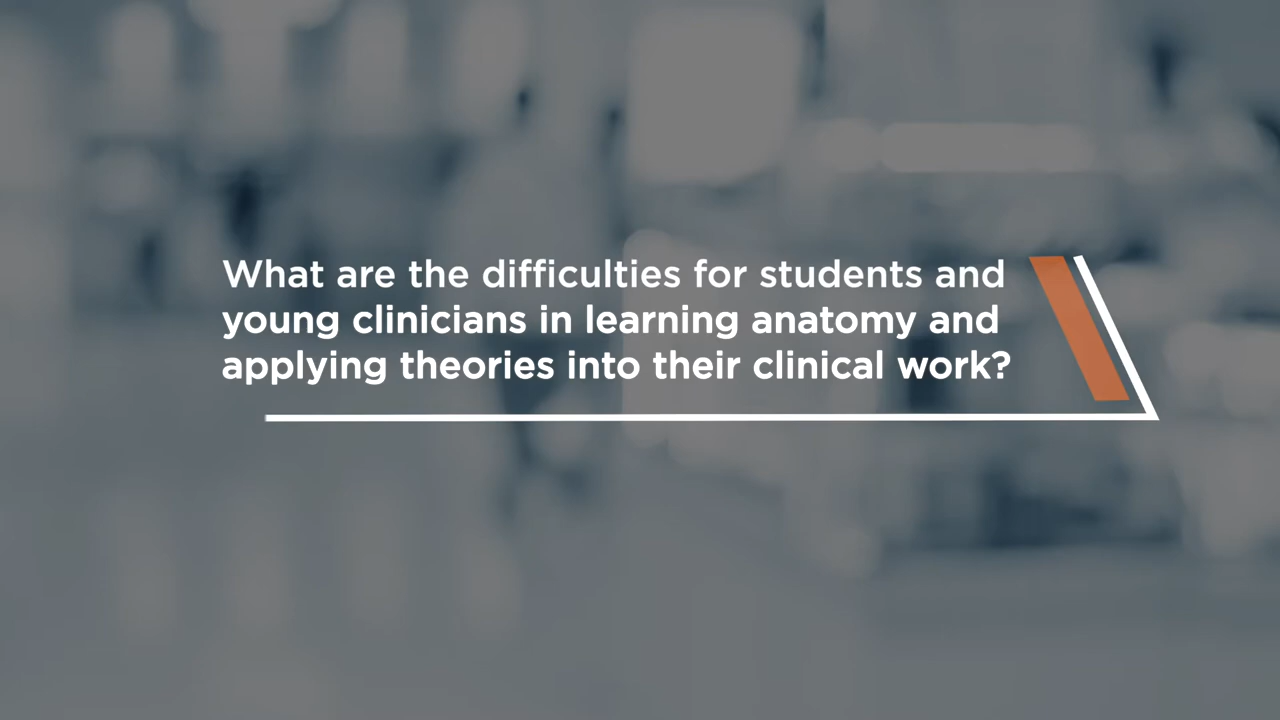 What are the difficulties for students and
young clinicians in learning anatomy and
applying theories into their clinical work?